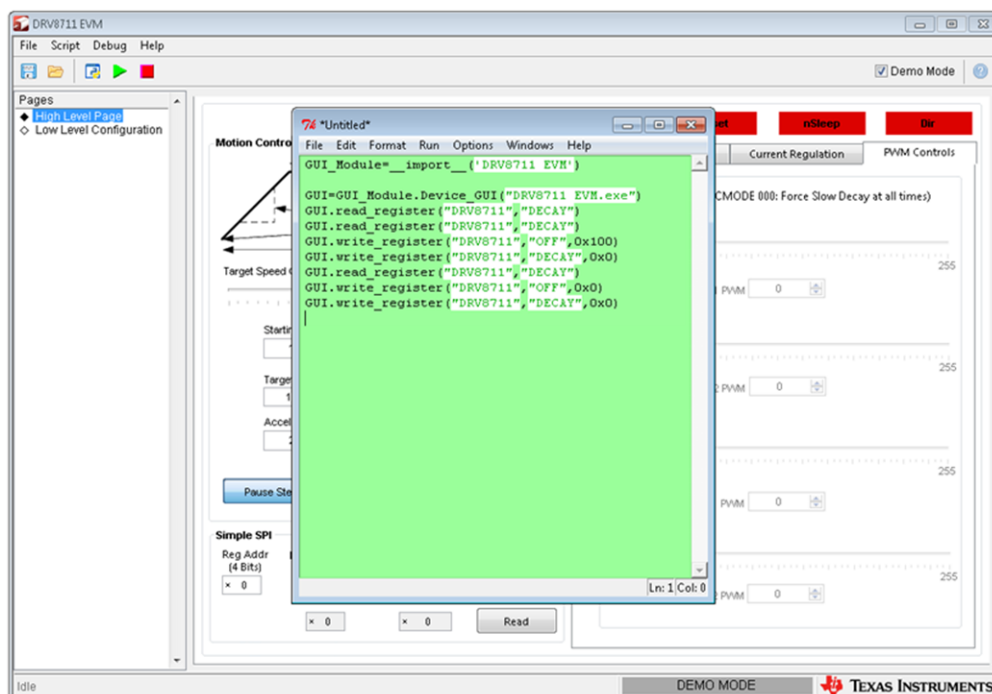 DRV8711 EVM
File Script Debug Help
Demo Mode
Pages
High Level Page
Low Level Configuration
nSleep
Dir
Motion Contro
Current Regulation
PWM Controls
CMODE 000: Force Slow Decay at all times)
Target Speed
255
PWM 0
Startin
255
Targe
PWM 0
Accel
255
Pause Ste
PWM 0
Simple SPI
Reg Addr
(4 Bits)
x 0
255
PWM 0
x 0 x 0 Read
*Untitled*
File Edit Format Run Options Windows Help
GUI_Module=__import__('DRV8711 EVM')
GUI=GUI_Module.Device_GUI("DRV8711 EVM.exe")
GUI.read_register("DRV8711","DECAY")
GUI.read_register("DRV8711","DECAY")
GUI.write_register("DRV8711","OFF",0x100)
GUI.write_register("DRV8711","DECAY",0x0)
GUI.read_register("DRV8711","DECAY")
GUI.write_register("DRV8711","OFF",0x0)
GUI.write_register("DRV8711","DECAY",0x0)
Ln: 1 Col: 0
Idle
DEMO MODE
TEXAS INSTRUMENTS